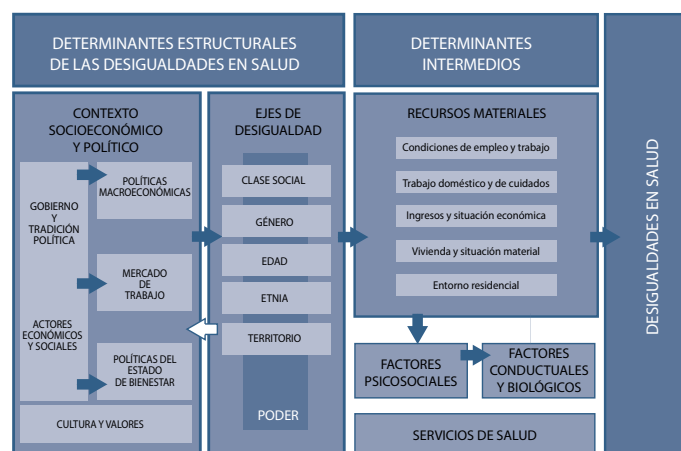 DETERMINANTES ESTRUCTURALES
DE LAS DESIGUALDADES EN SALUD
DETERMINANTES
INTERMEDIOS
CONTEXTO
SOCIOECONÓMICO
Y POLÍTICO
GOBIERNO
Y
TRADICIÓN
POLÍTICA
ACTORES
ECONÓMICOS
Y SOCIALES
POLÍTICAS
MACROECONÓMICAS
MERCADO
DE
TRABAJO
POLÍTICAS DEL
ESTADO
DE BIENESTAR
CULTURA Y VALORES
EJES DE
DESIGUALDAD
CLASE SOCIAL
GÉNERO
EDAD
ETNIA
TERRITORIO
PODER
RECURSOS MATERIALES
Condiciones de empleo y trabajo
Trabajo doméstico y de cuidados
Ingresos y situación económica
Vivienda y situación material
Entorno residencial
FACTORES
PSICOSOCIALES
FACTORES
CONDUCTUALES
Y BIOLÓGICOS
SERVICIOS DE SALUD
DESIGUALDADES EN SALUD